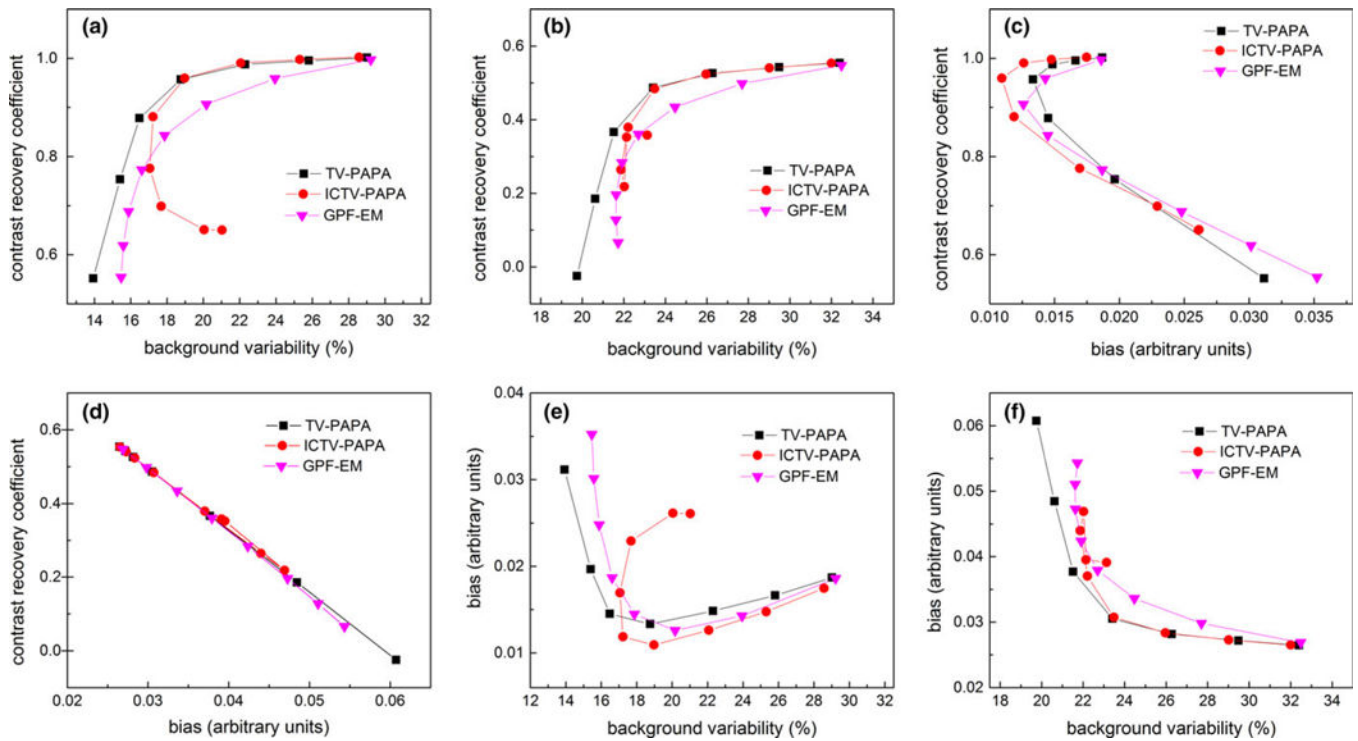 (a)
contrast recovery coefficient
1.0
0.8
0.6
TV-PAPA
ICTV-PAPA
GPF-EM
14 16 18 20 22 24 26 28 30 32
background variability (%)
(b)
contrast recovery coefficient
0.6
0.4
0.2
0.0
TV-PAPA
ICTV-PAPA
GPF-EM
18 20 22 24 26 28 30 32 34
background variability (%)
(c)
contrast recovery coefficient
1.0
0.8
0.6
TV-PAPA
ICTV-PAPA
GPF-EM
0.010 0.015 0.020 0.025 0.030 0.035
bias (arbitrary units)
(d)
contrast recovery coefficient
0.6
0.4
0.2
0.0
TV-PAPA
ICTV-PAPA
GPF-EM
0.02 0.03 0.04 0.05 0.06
bias (arbitrary units)
(e)
bias (arbitrary units)
0.04
0.03
0.02
0.01
TV-PAPA
ICTV-PAPA
GPF-EM
12 14 16 18 20 22 24 26 28 30 32
background variability (%)
(f)
bias (arbitrary units)
0.06
0.05
0.04
0.03
0.02
TV-PAPA
ICTV-PAPA
GPF-EM
18 20 22 24 26 28 30 32 34
background variability (%)